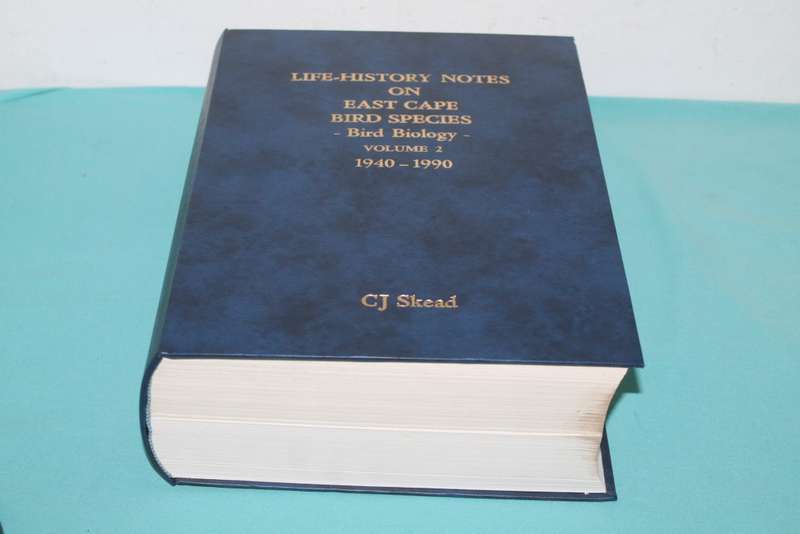 LIFE-HISTORY NOTES
ON
EAST CAPE
BIRD SPECIES
- Bird Biology -
VOLUME 2
1940 – 1990
CJ Skead